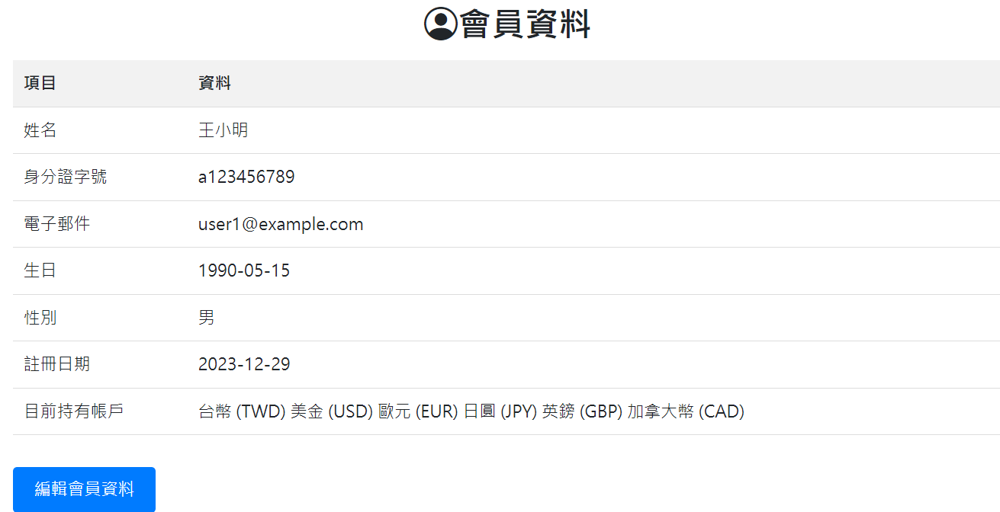 會員資料
項目 資料
姓名 王小明
身分證字號 a123456789
電子郵件 user1@example.com
生日 1990-05-15
性別 男
註冊日期 2023-12-29
目前持有帳戶 台幣 (TWD) 美金 (USD) 歐元 (EUR) 日圓 (JPY) 英鎊 (GBP) 加拿大幣 (CAD)
編輯會員資料